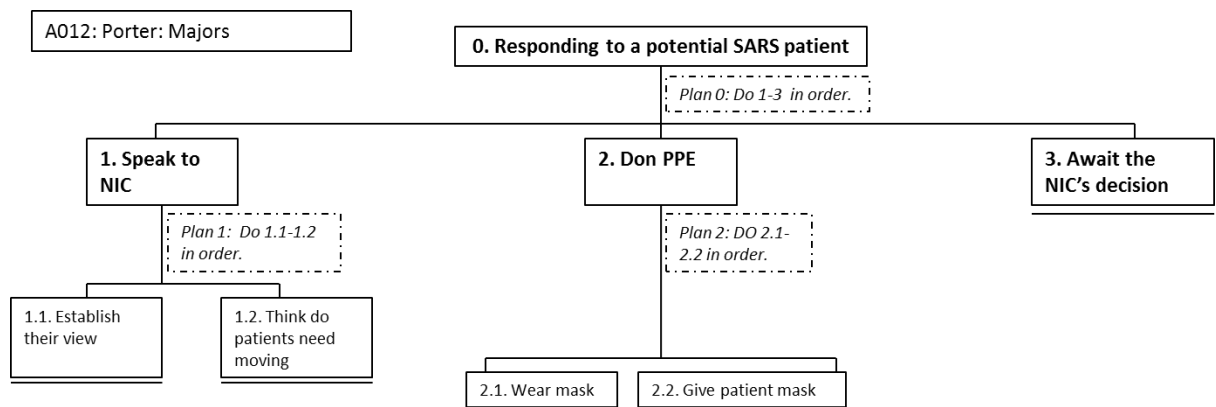 A012: Porter: Majors
0. Responding to a potential SARS patient
Plan 0: Do 1-3 in order.
1. Speak to
NIC
2. Don PPE
3. Await the
NIC’s decision
Plan 1: Do 1.1-1.2
in order.
Plan 2: DO 2.1-
2.2 in order.
1.1. Establish
their view
1.2. Think do
patients need
moving
2.1. Wear mask
2.2. Give patient mask